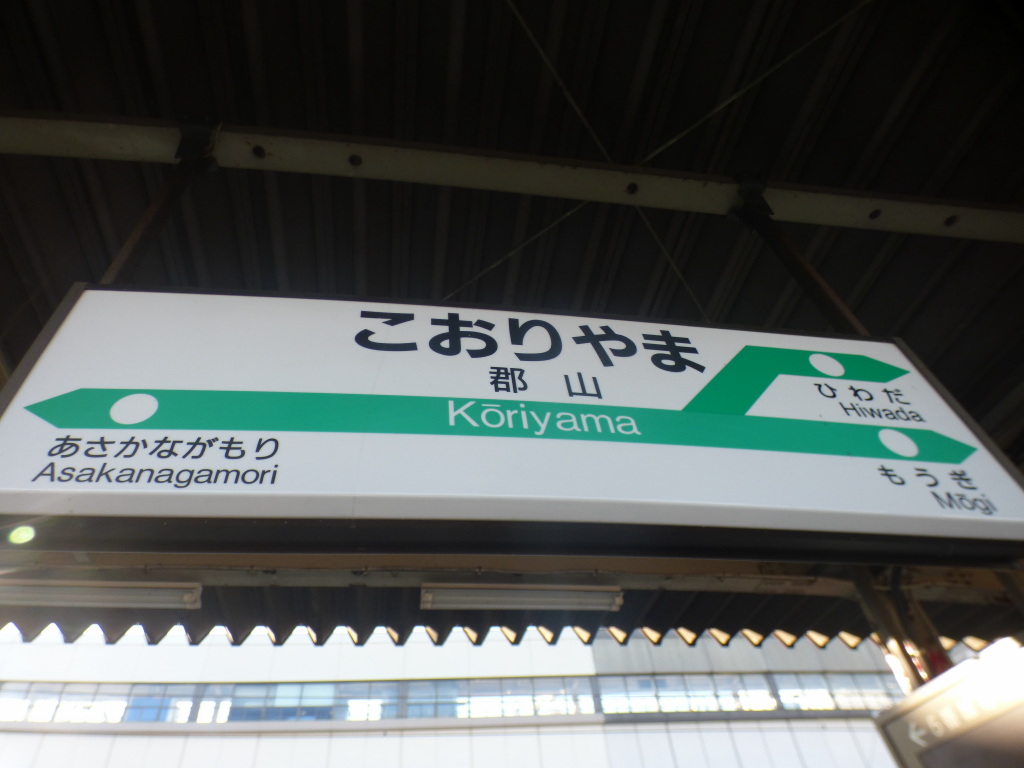 こおりやま
郡山
Kōriyama
ひわだ
Hiwada
あさかながもり
Asakanagamori
もうぎ
Mōgi
← 5